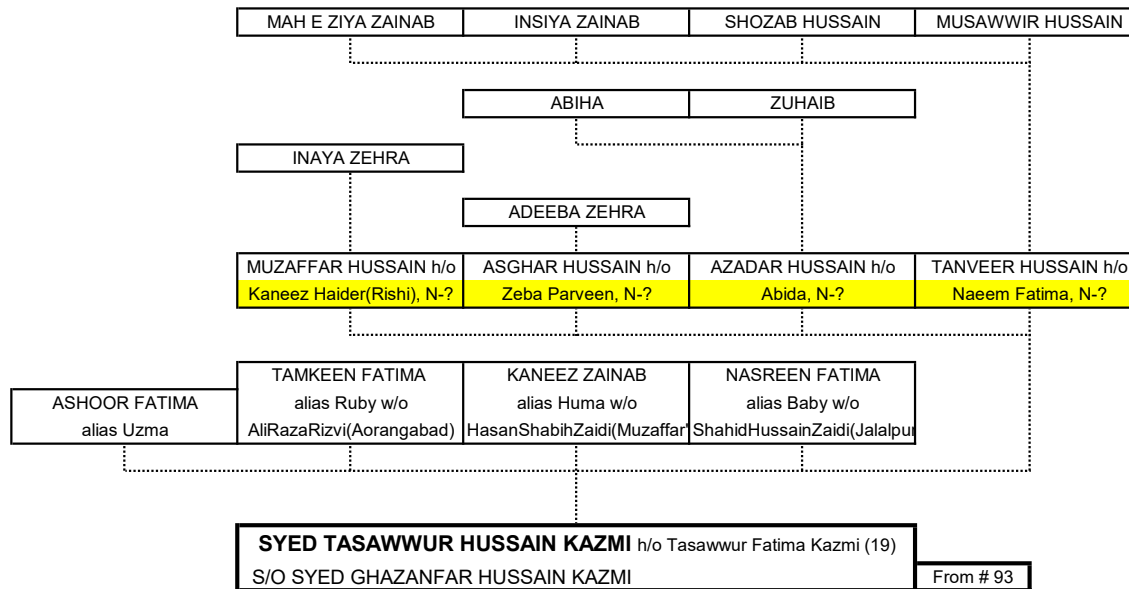 MAH E ZIYA ZAINAB
INSIYA ZAINAB
SHOZAB HUSSAIN
MUSAWWIR HUSSAIN
ABIHA
ZUHAIB
INAYA ZEHRA
ADEEBA ZEHRA
MUZAFFAR HUSSAIN h/o
Kaneez Haider(Rishi), N-?
ASGHAR HUSSAIN h/o
Zeba Parveen, N-?
AZADAR HUSSAIN h/o
Abida, N-?
TANVEER HUSSAIN h/o
Naeem Fatima, N-?
ASHOOR FATIMA
alias Uzma
TAMKEEN FATIMA
alias Ruby w/o
AliRazaRizvi(Aorangabad)
KANEEZ ZAINAB
alias Huma w/o
HasanShabihZaidi(Muzaffar'
NASREEN FATIMA
alias Baby w/o
ShahidHussainZaidi(Jalalpur
SYED TASAWWUR HUSSAIN KAZMI h/o Tasawwur Fatima Kazmi (19)
S/O SYED GHAZANFAR HUSSAIN KAZMI
From # 93